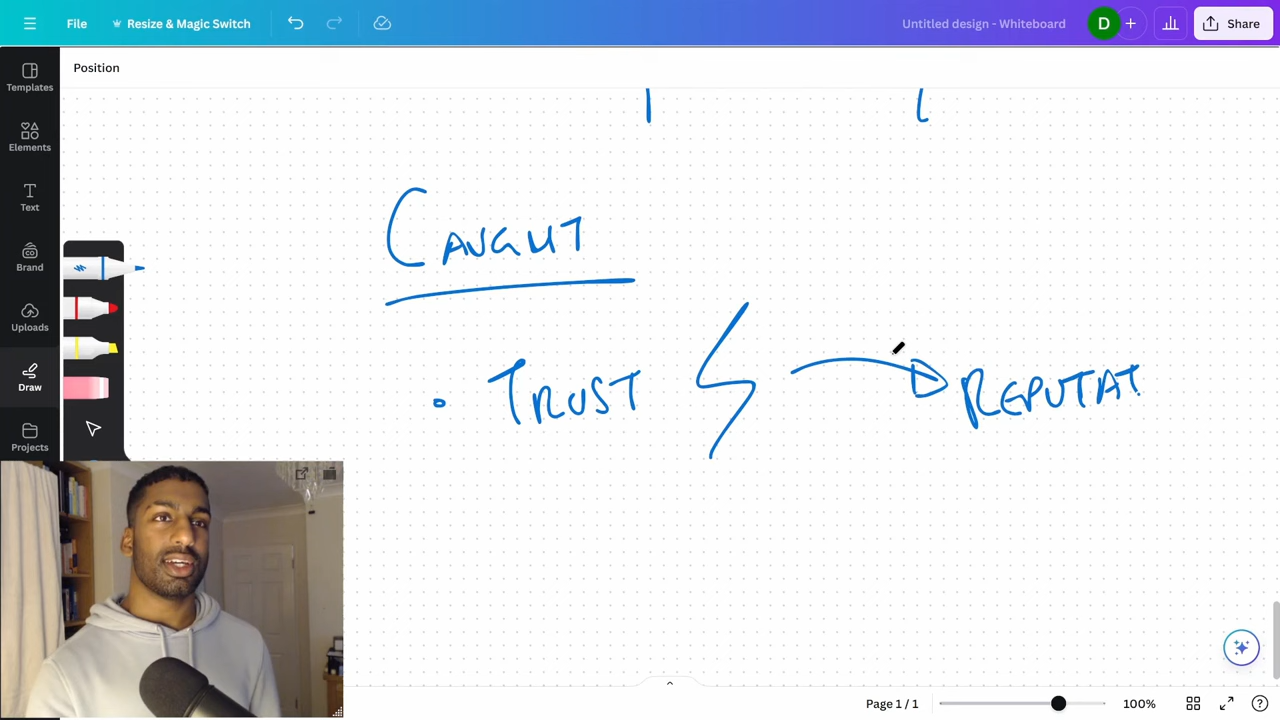 File
Resize & Magic Switch
Untitled design - Whiteboard
D
+
Share
Templates
Elements
Text
Brand
Uploads
Draw
Projects
Position
CAUGHT
• TRUST
REPUTAT
Page 1 / 1
100%
?